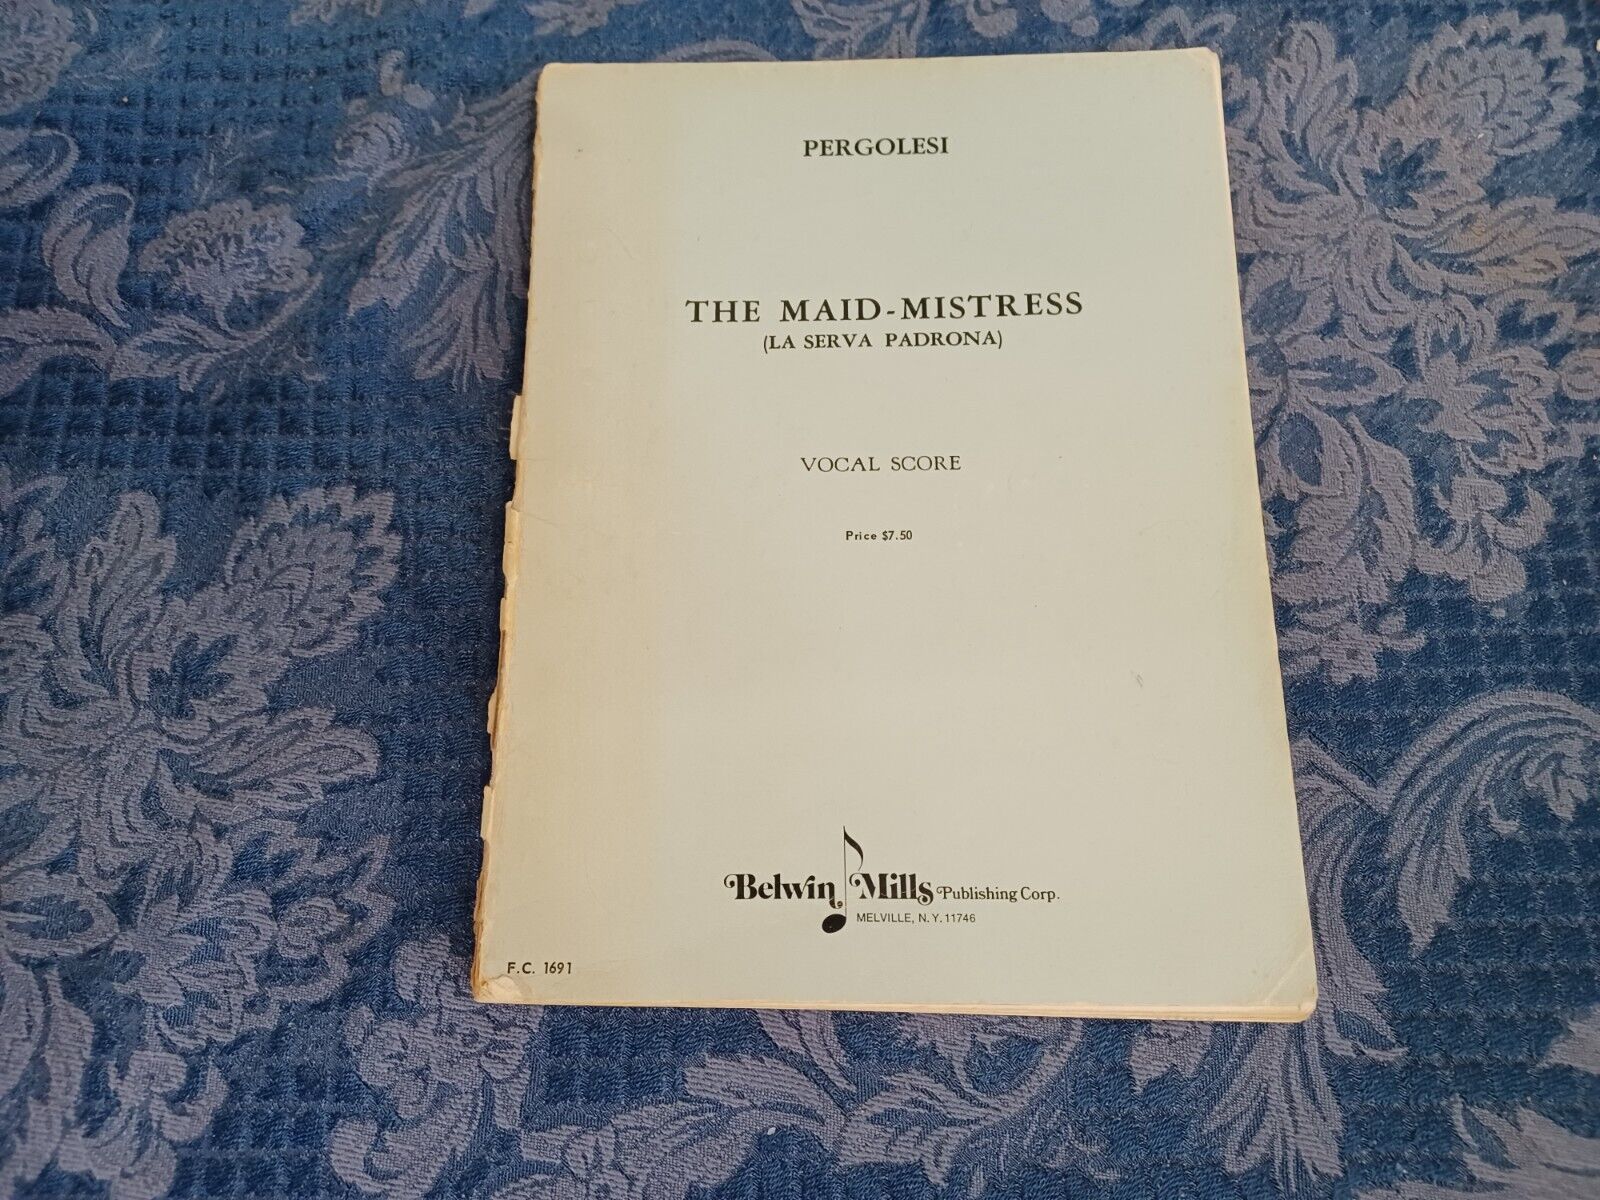 PERGOLESI
THE MAID-MISTRESS
(LA SERVA PADRONA)
VOCAL SCORE
Price $7.50
Belwin Mills Publishing Corp.
MELVILLE, N.Y. 11746
F.C. 1691